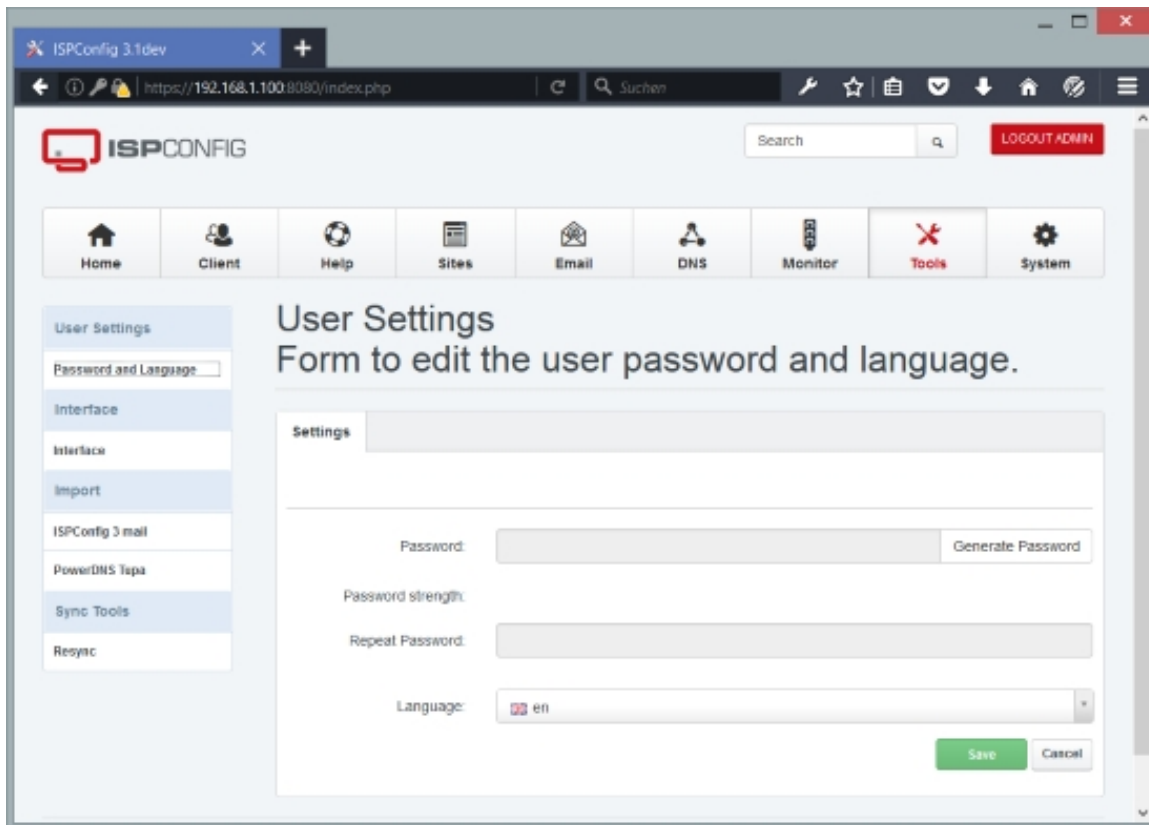 ISPConfig 3.1dev
https://192.168.1.100:8080/index.php
Suchen
ISPCONFIG
Search
LOGOUT ADMIN
Home Client Help Sites Email DNS Monitor Tools System
User Settings
Password and Language
Interface
Interface
Import
ISPConfig 3 mail
PowerDNS Tupa
Sync Tools
Resync
User Settings
Form to edit the user password and language.
Settings
Password:
Generate Password
Password strength:
Repeat Password:
Language:
en
Save
Cancel